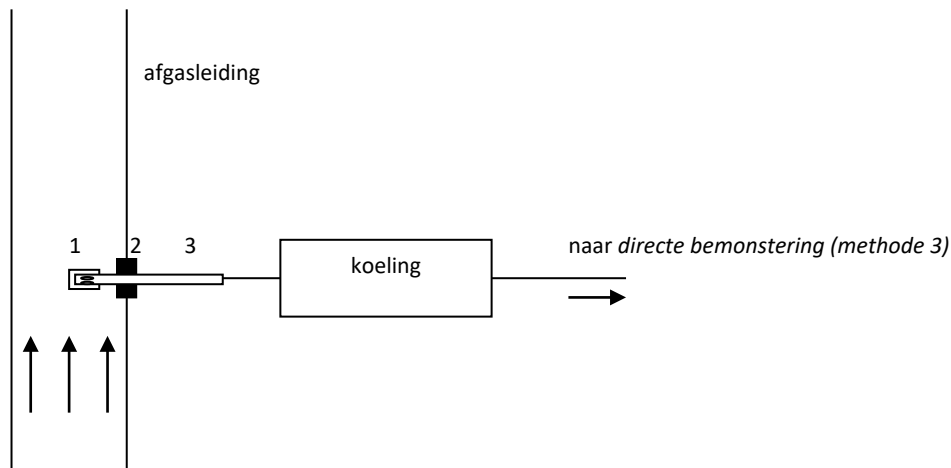 afgasleiding
1 2 3
koeling
naar directe bemonstering (methode 3)